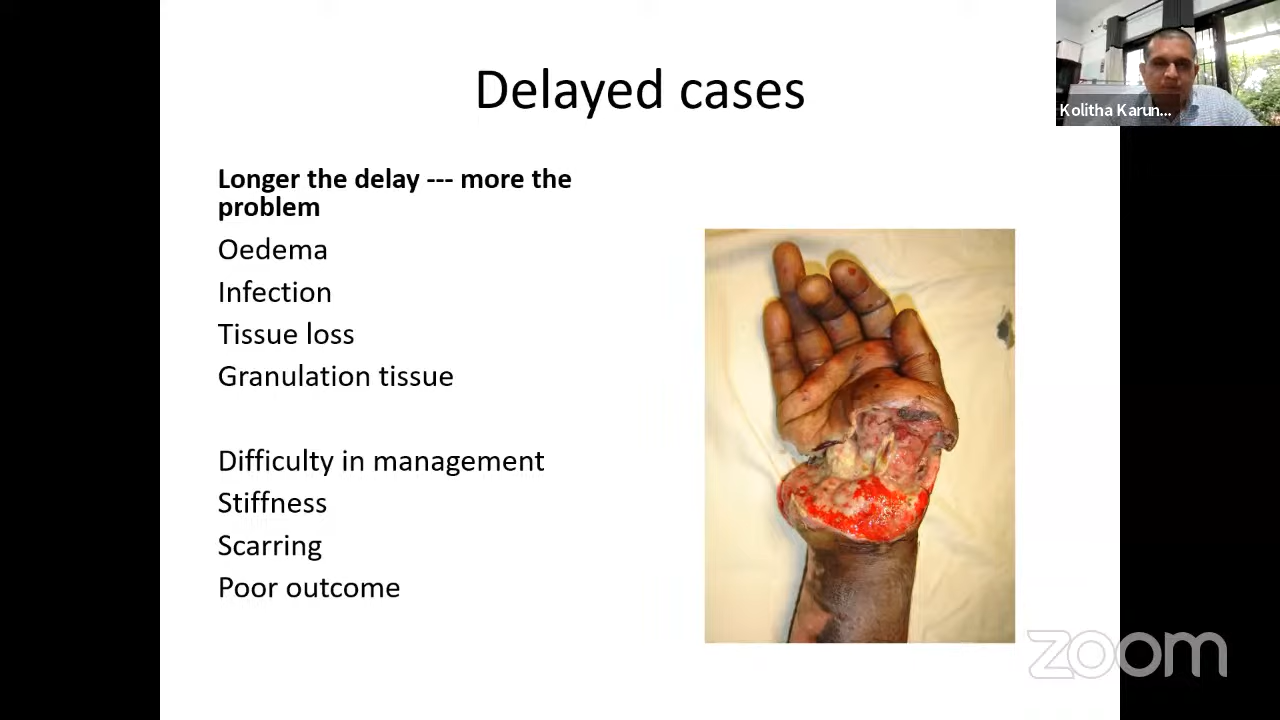 Delayed cases
Kolitha Karun...
Longer the delay --- more the
problem
Oedema
Infection
Tissue loss
Granulation tissue
Difficulty in management
Stiffness
Scarring
Poor outcome
zoom